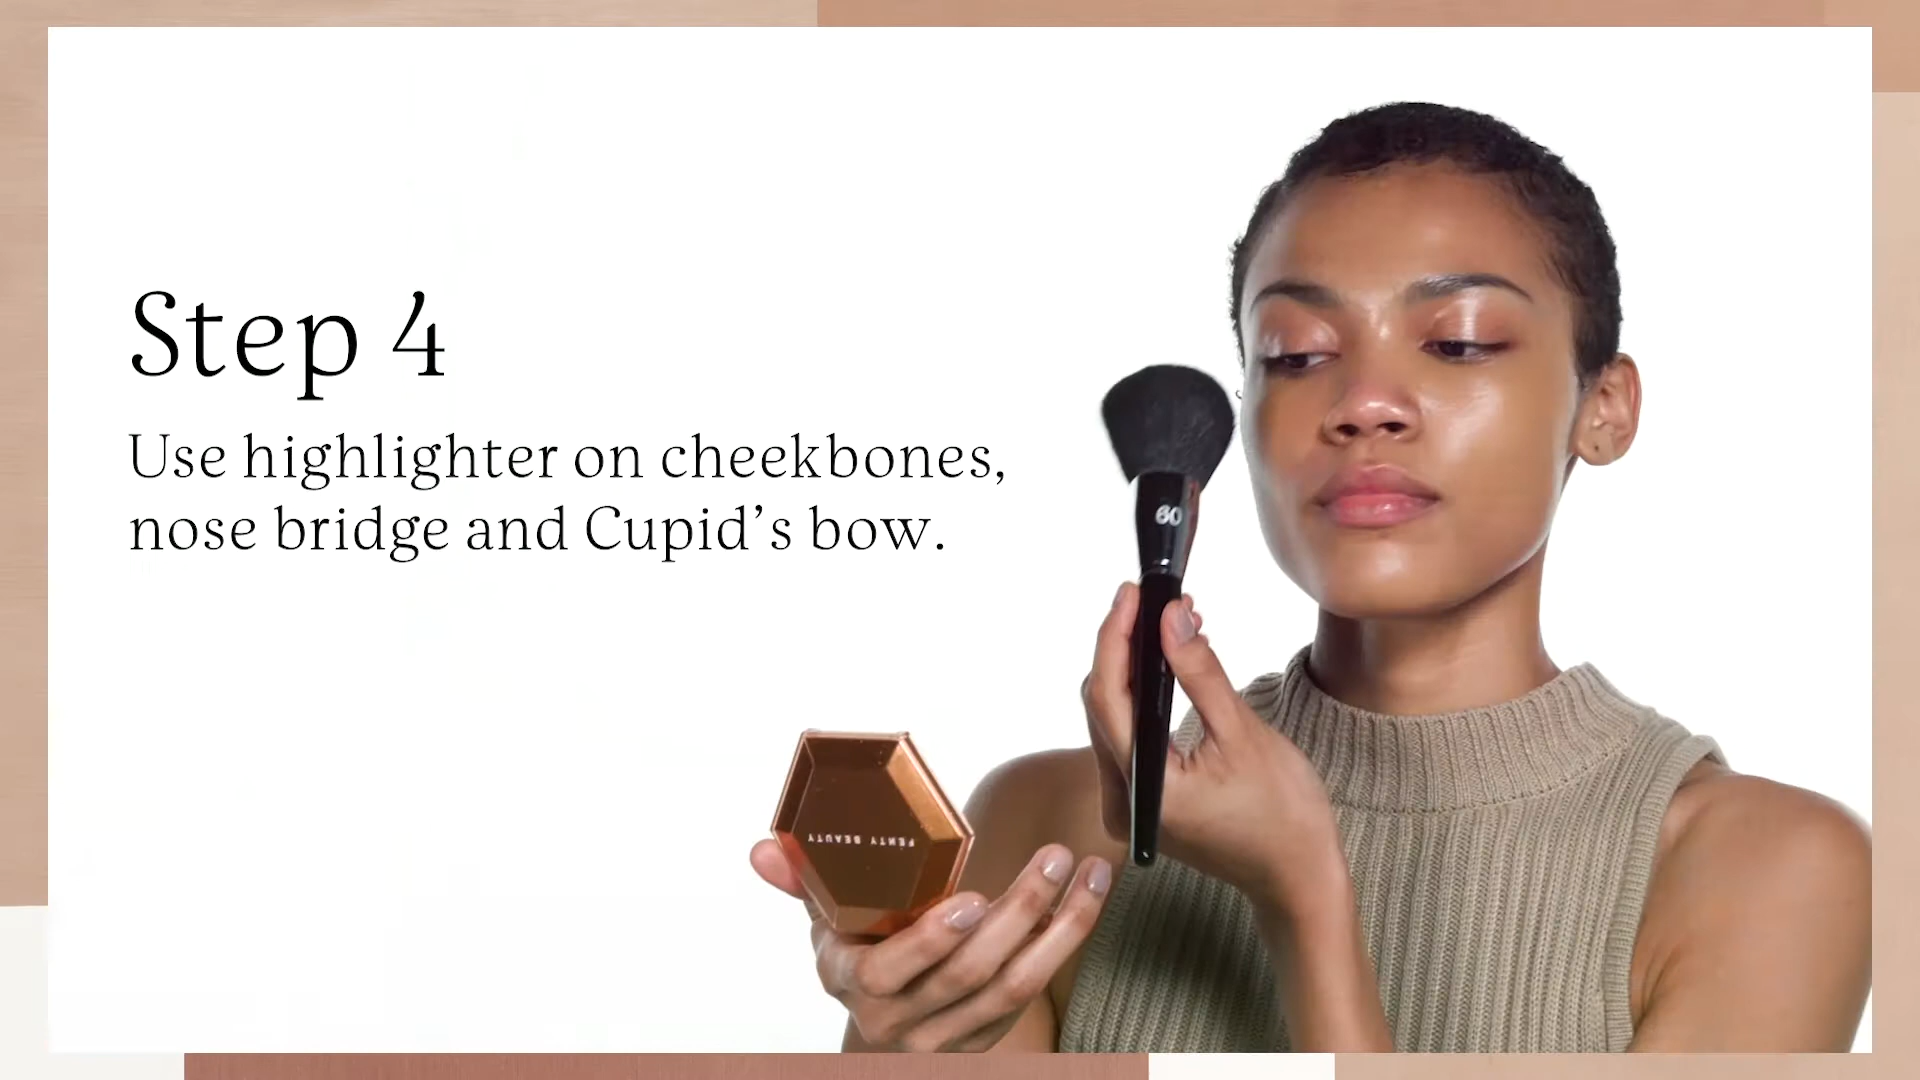 Step 4
Use highlighter on cheekbones,
nose bridge and Cupid’s bow.
60
FENTY BEAUTY